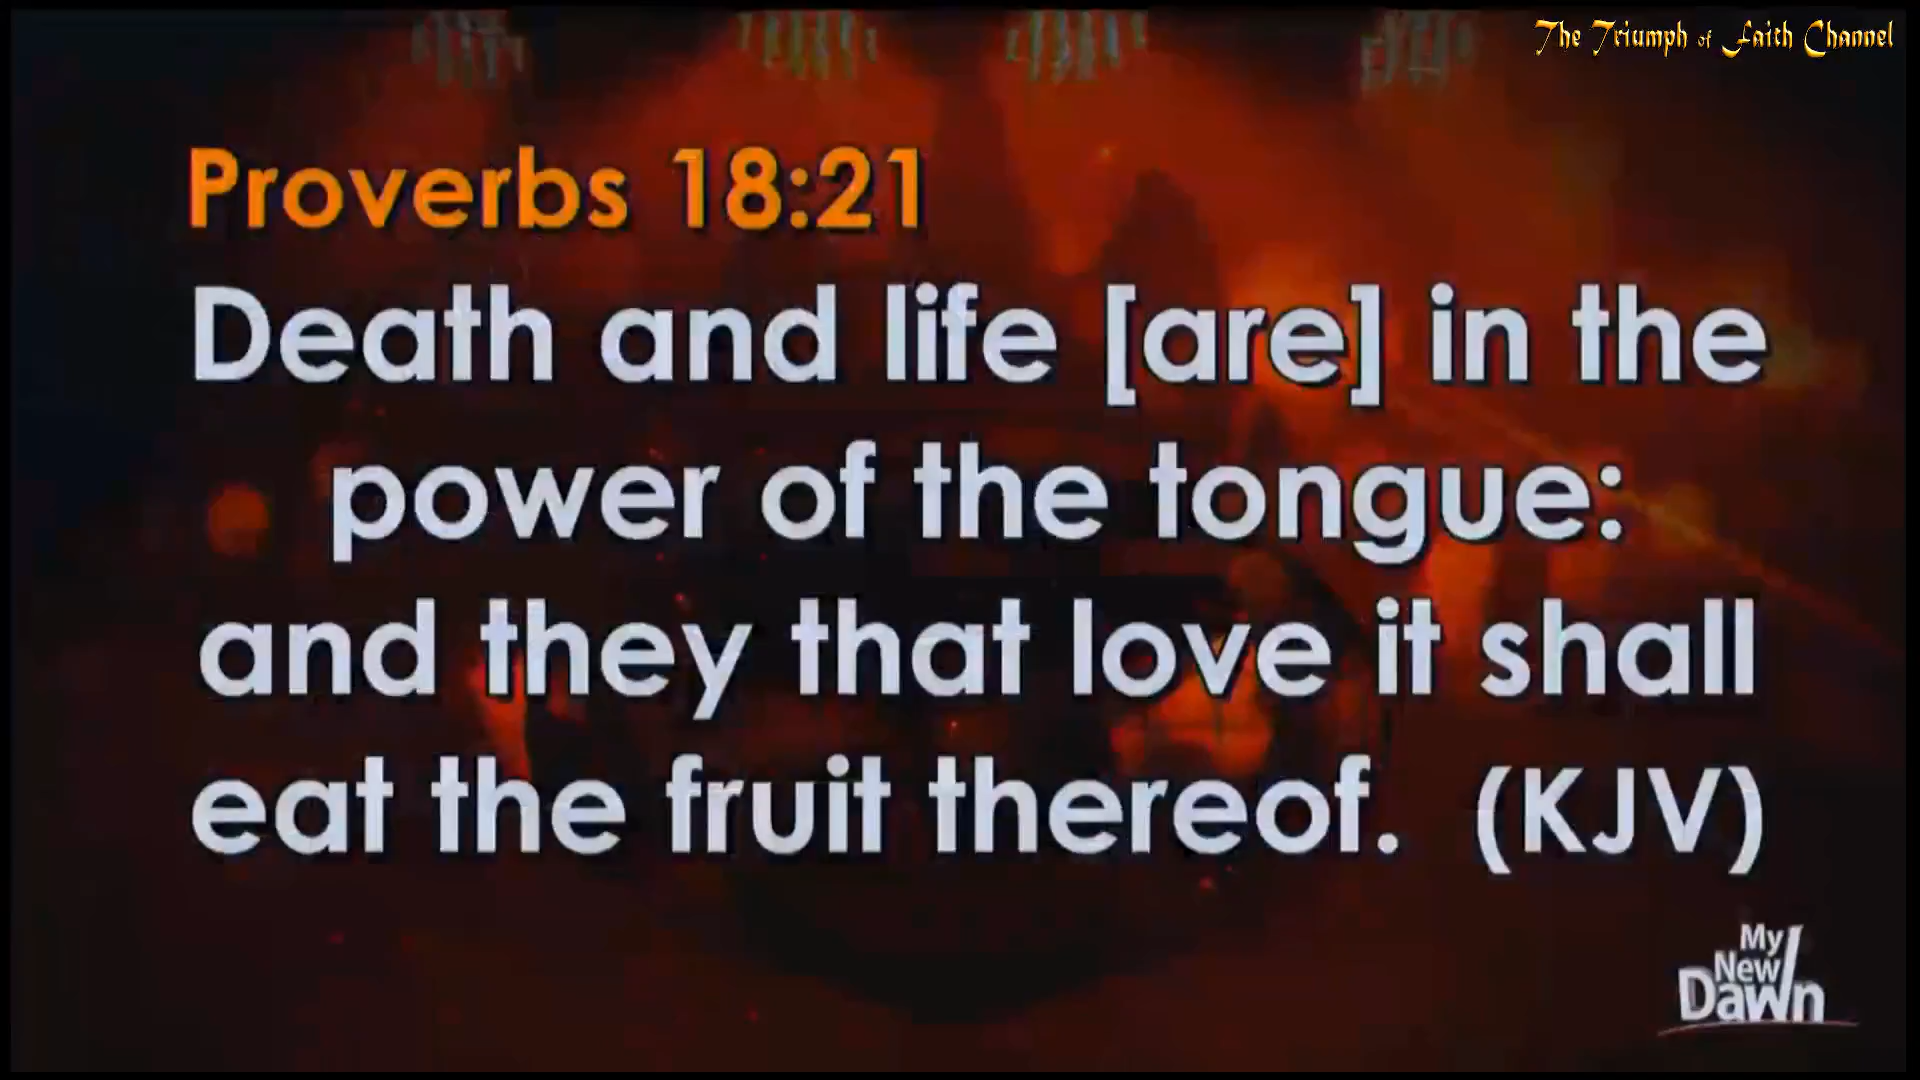 The Triumph of Faith Channel
Proverbs 18:21
Death and life [are] in the
power of the tongue:
and they that love it shall
eat the fruit thereof. (KJV)
My
New
Dawn